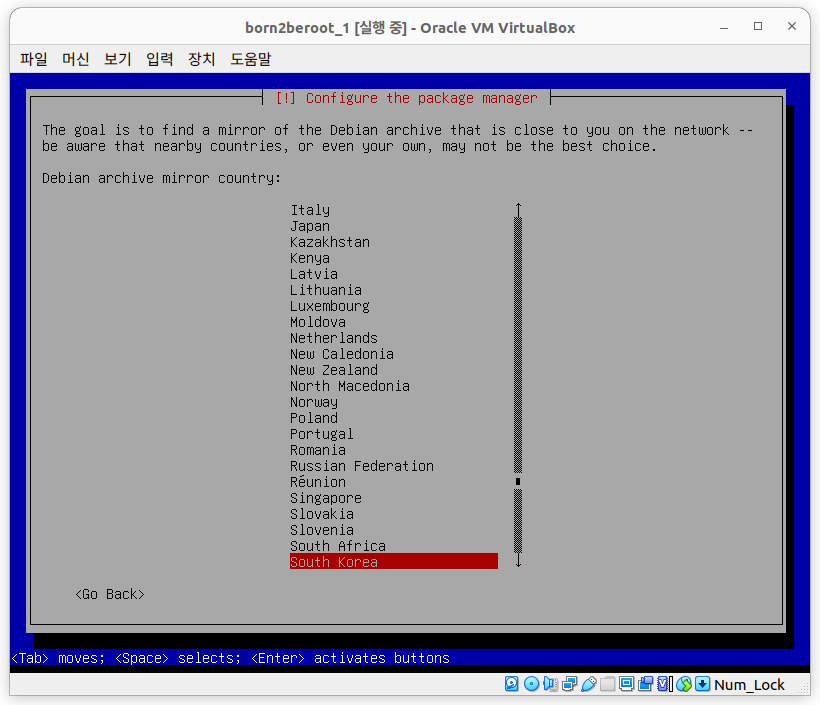 born2beroot_1 [실행 중] - Oracle VM VirtualBox
파일 머신 보기 입력 장치 도움말
[!] Configure the package manager
The goal is to find a mirror of the Debian archive that is close to you on the network --
be aware that nearby countries, or even your own, may not be the best choice.
Debian archive mirror country:
Italy
Japan
Kazakhstan
Kenya
Latvia
Lithuania
Luxembourg
Moldova
Netherlands
New Caledonia
New Zealand
North Macedonia
Norway
Poland
Portugal
Romania
Russian Federation
Réunion
Singapore
Slovakia
Slovenia
South Africa
South Korea
<Go Back>
<Tab> moves; <Space> selects; <Enter> activates buttons
Num_Lock